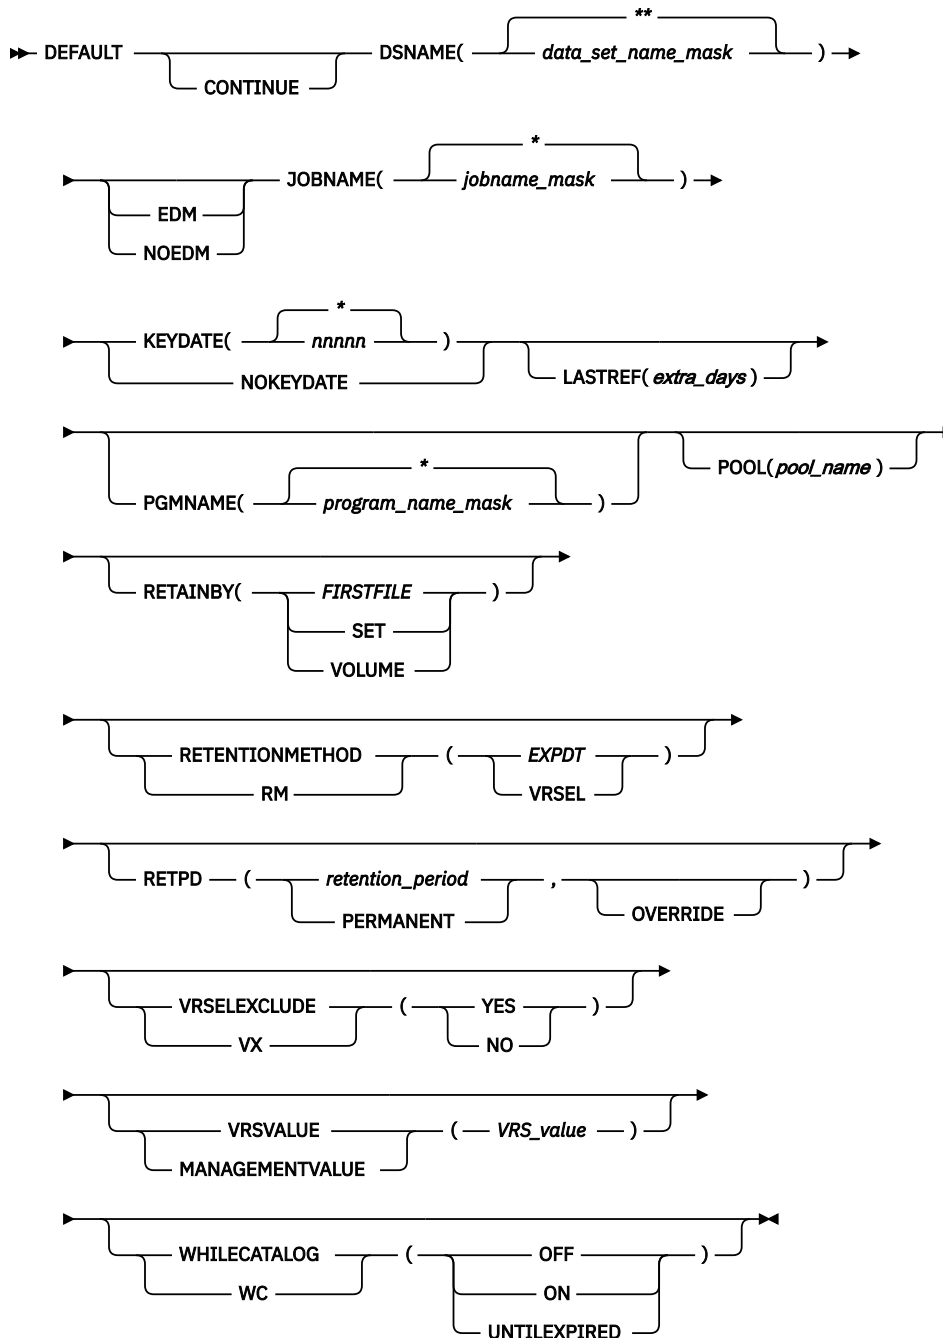 **
DEFAULT DSNAME( data_set_name_mask )
CONTINUE
*
JOBNAME( jobname_mask )
EDM
NOEDM
*
KEYDATE( nnnnn )
NOKEYDATE
LASTREF( extra_days )
*
PGMNAME( program_name_mask )
POOL( pool_name )
RETAINBY( FIRSTFILE )
SET
VOLUME
RETENTIONMETHOD ( EXPDT )
RM VRSEL
RETPD ( retention_period , )
PERMANENT OVERRIDE
VRSELEXCLUDE ( YES )
VX NO
VRSVALUE ( VRS_value )
MANAGEMENTVALUE
WHILECATALOG ( OFF )
WC ON
UNTILEXPIRED